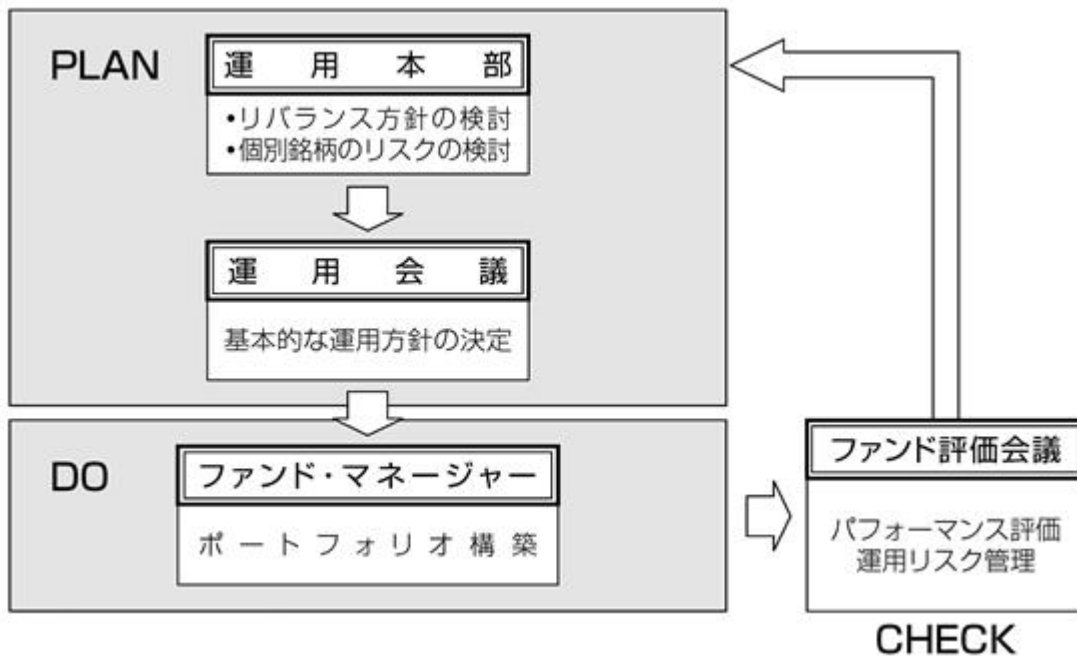 PLAN
運用本部
•リバランス方針の検討
•個別銘柄のリスクの検討
運用会議
基本的な運用方針の決定
DO
ファンド・マネージャー
ポートフォリオ構築
ファンド評価会議
パフォーマンス評価
運用リスク管理
CHECK